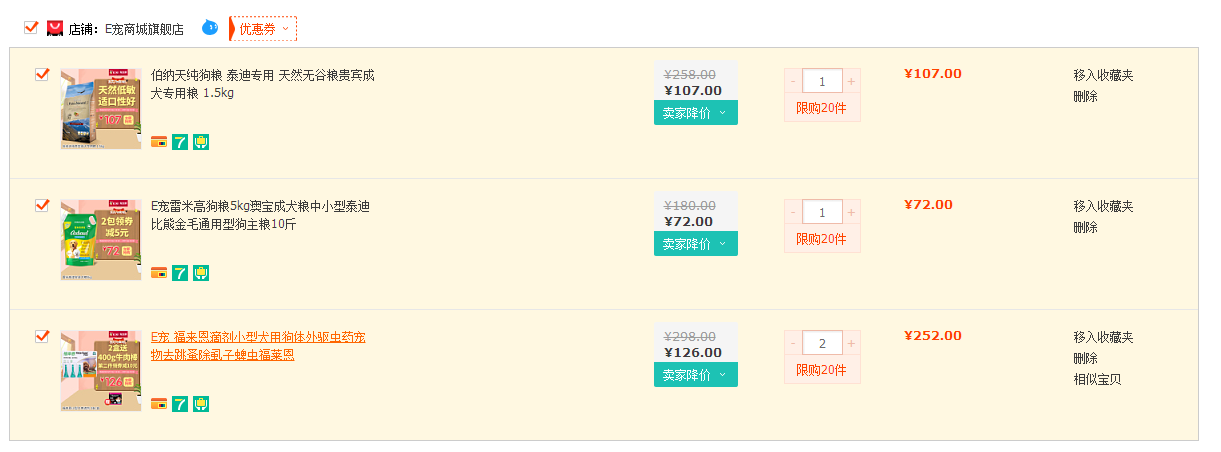 店铺：E宠商城旗舰店
优惠券
天然低敏
适口性好
¥107
伯纳天纯狗粮 泰迪专用 天然无谷粮贵宾成
犬专用粮 1.5kg
7
¥258.00
¥107.00
卖家降价
- 1 +
限购20件
¥107.00
移入收藏夹
删除
2包领券
减5元
¥72
E宠雷米高狗粮5kg澳宝成犬粮中小型泰迪
比熊金毛通用型狗主粮10斤
7
¥180.00
¥72.00
卖家降价
- 1 +
限购20件
¥72.00
移入收藏夹
删除
2盒送
400g牛肉棒
¥126
E宠 福来恩滴剂小型犬用狗体外驱虫药宠
物去跳蚤除虱子蜱虫福莱恩
7
¥298.00
¥126.00
卖家降价
- 2 +
限购20件
¥252.00
移入收藏夹
删除
相似宝贝